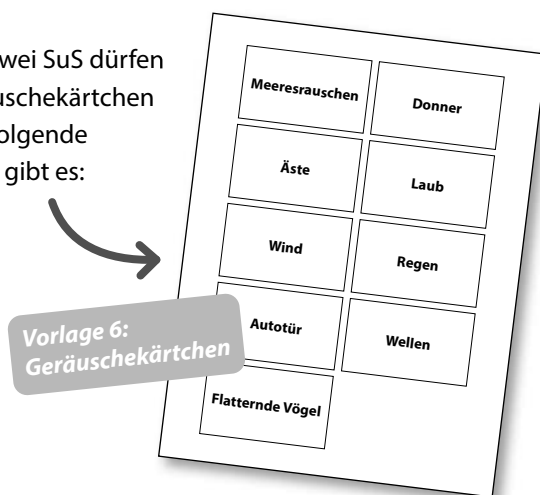 wei SuS dürfen
uschekärtchen
olgende
gibt es:
Meeresrauschen
Donner
Äste
Laub
Wind
Regen
Autotür
Wellen
Flatternde Vögel
Vorlage 6:
Geräuschekärtchen